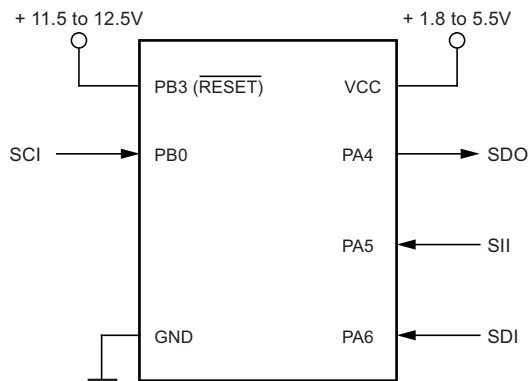 + 11.5 to 12.5V
+ 1.8 to 5.5V
PB3 (RESET)
VCC
SCI
PB0
PA4
SDO
PA5
SII
GND
PA6
SDI